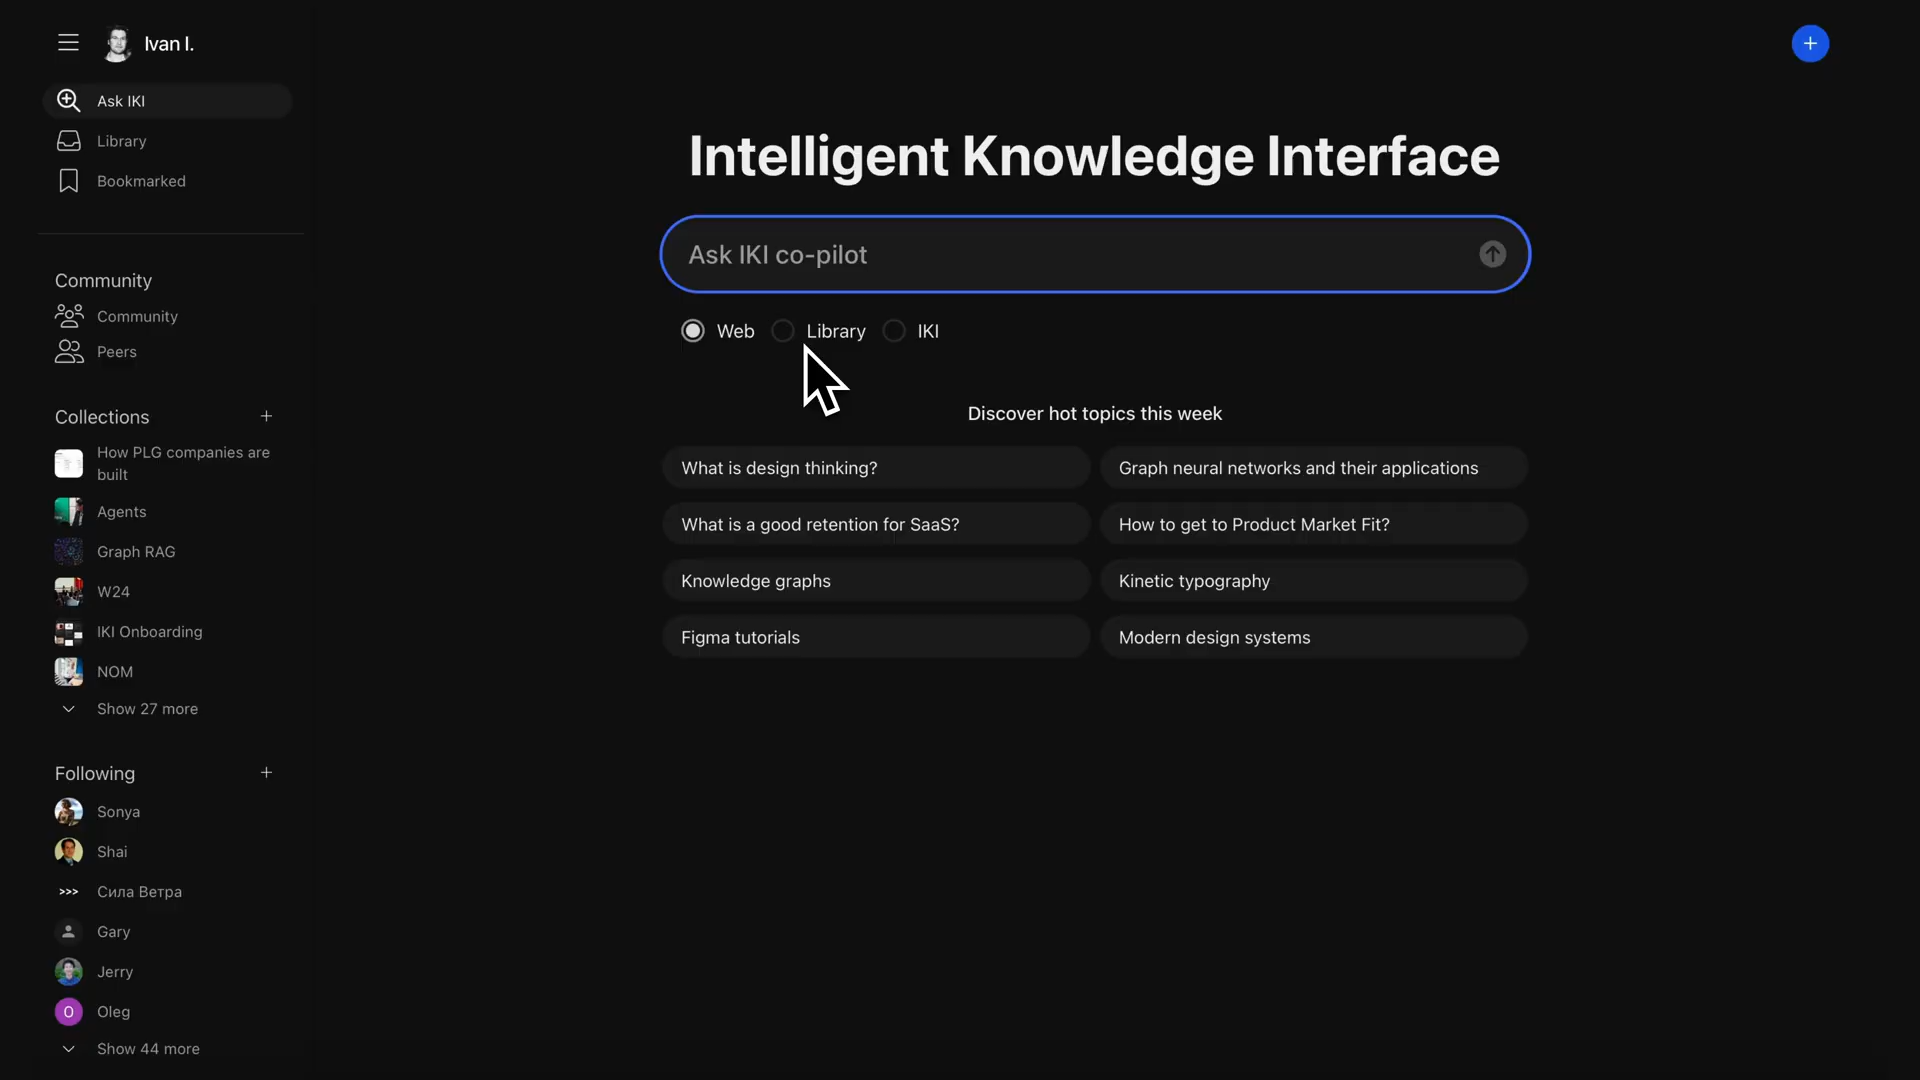 Ivan I.
Ask IKI
Library
Bookmarked
Community
Community
Peers
Collections
How PLG companies are
built
Agents
Graph RAG
W24
IKI Onboarding
NOM
Show 27 more
Following
Sonya
Shai
>>> Сила Ветра
Gary
Jerry
O Oleg
Show 44 more
Intelligent Knowledge Interface
Ask IKI co-pilot
Web Library IKI
Discover hot topics this week
What is design thinking?
Graph neural networks and their applications
What is a good retention for SaaS?
How to get to Product Market Fit?
Knowledge graphs
Kinetic typography
Figma tutorials
Modern design systems